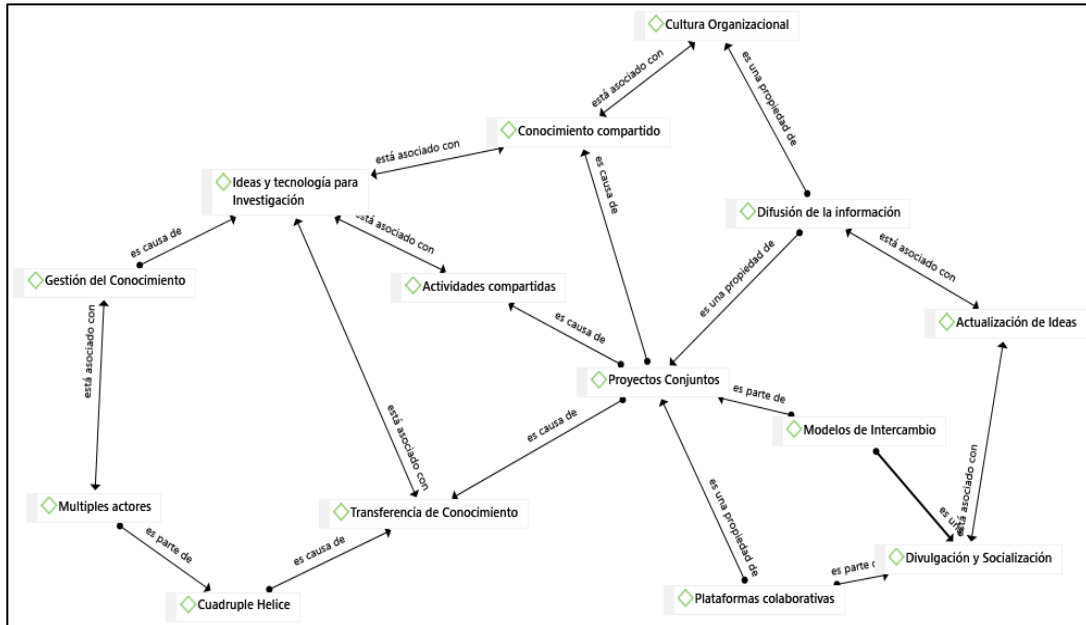 Cultura Organizacional
está asociado con
es una propiedad de
Conocimiento compartido
está asociado con
Ideas y tecnología para
Investigación
es causa de
Difusión de la información
está asociado con
es causa de
está asociado con
es una propiedad de
Gestión del Conocimiento
Actividades compartidas
Actualización de Ideas
es causa de
está asociado con
Proyectos Conjuntos
es parte de
es causa de
Modelos de Intercambio
está asociado con
está asociado con
Multiples actores
Transferencia de Conocimiento
es una propiedad de
es un
es parte de
es causa de
Divulgación y Socialización
es parte
Cuadruple Helice
Plataformas colaborativas